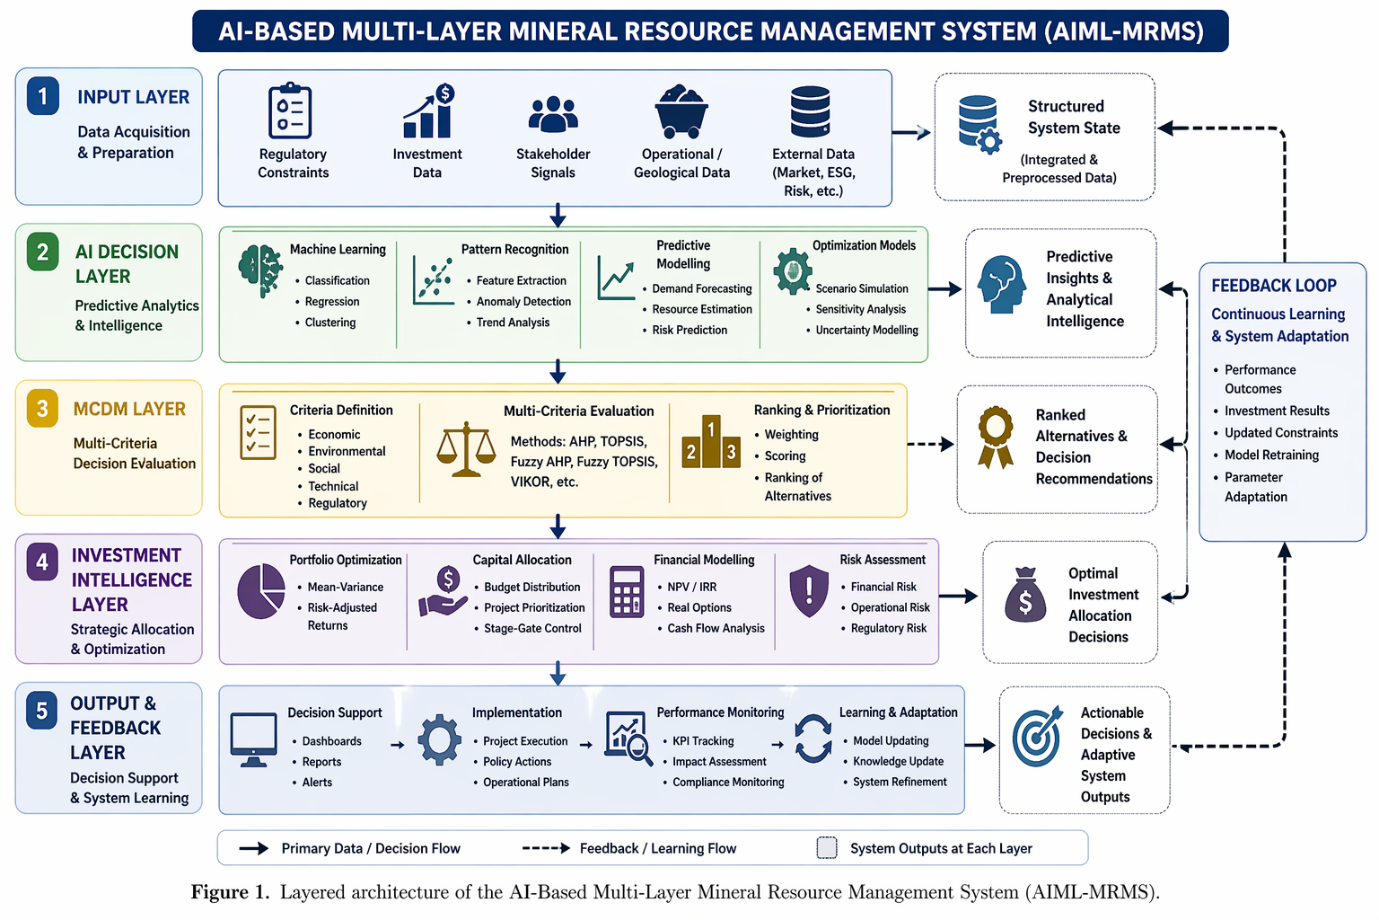 AI-BASED MULTI-LAYER MINERAL RESOURCE MANAGEMENT SYSTEM (AIML-MRMS)
1
INPUT LAYER
Data Acquisition
& Preparation
Regulatory
Constraints
Investment
Data
Stakeholder
Signals
Operational /
Geological Data
External Data
(Market, ESG,
Risk, etc.)
Structured
System State
(Integrated &
Preprocessed Data)
2
AI DECISION
LAYER
Predictive Analytics
& Intelligence
Machine Learning
• Classification
• Regression
• Clustering
Pattern Recognition
• Feature Extraction
• Anomaly Detection
• Trend Analysis
Predictive
Modelling
• Demand Forecasting
• Resource Estimation
• Risk Prediction
Optimization Models
• Scenario Simulation
• Sensitivity Analysis
• Uncertainty Modelling
Predictive
Insights &
Analytical
Intelligence
FEEDBACK LOOP
Continuous Learning
& System Adaptation
• Performance
Outcomes
• Investment Results
• Updated Constraints
• Model Retraining
• Parameter
Adaptation
3
MCDM LAYER
Multi-Criteria
Decision Evaluation
Criteria Definition
• Economic
• Environmental
• Social
• Technical
• Regulatory
Multi-Criteria Evaluation
Methods: AHP, TOPSIS,
Fuzzy AHP, Fuzzy TOPSIS,
VIKOR, etc.
2 1 3
Ranking & Prioritization
• Weighting
• Scoring
• Ranking of
Alternatives
Ranked
Alternatives &
Decision
Recommendations
4
INVESTMENT
INTELLIGENCE
LAYER
Strategic Allocation
& Optimization
Portfolio Optimization
• Mean-Variance
• Risk-Adjusted
Returns
Capital Allocation
• Budget Distribution
• Project Prioritization
• Stage-Gate Control
Financial Modelling
• NPV / IRR
• Real Options
• Cash Flow Analysis
Risk Assessment
• Financial Risk
• Operational Risk
• Regulatory Risk
Optimal
Investment
Allocation
Decisions
5
OUTPUT &
FEEDBACK
LAYER
Decision Support
& System Learning
Decision Support
• Dashboards
• Reports
• Alerts
Implementation
• Project Execution
• Policy Actions
• Operational Plans
Performance Monitoring
• KPI Tracking
• Impact Assessment
• Compliance Monitoring
Learning & Adaptation
• Model Updating
• Knowledge Update
• System Refinement
Actionable
Decisions &
Adaptive
System
Outputs
Primary Data / Decision Flow
Feedback / Learning Flow
System Outputs at Each Layer
Figure 1. Layered architecture of the AI-Based Multi-Layer Mineral Resource Management System (AIML-MRMS).